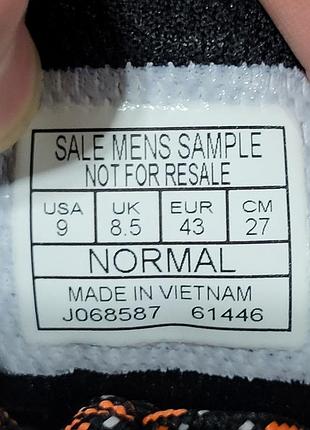 SALE MENS SAMPLE
NOT FOR RESALE
USA UK EUR CM
9 8.5 43 27
NORMAL
MADE IN VIETNAM
J068587 61446